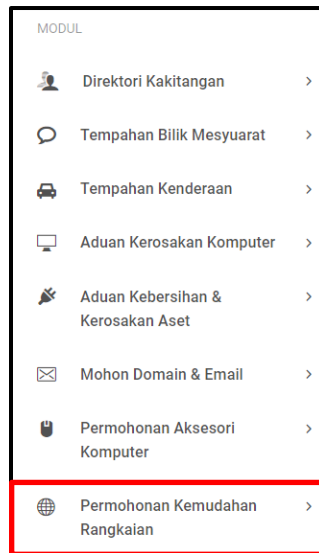 MODUL
Direktori Kakitangan
Tempahan Bilik Mesyuarat
Tempahan Kenderaan
Aduan Kerosakan Komputer
Aduan Kebersihan &
Kerosakan Aset
Mohon Domain & Email
Permohonan Aksesori
Komputer
Permohonan Kemudahan
Rangkaian